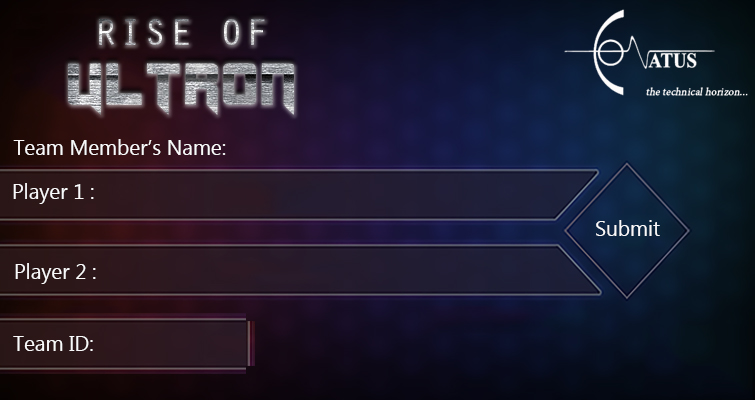 RISE OF
ULTRON
ATUS
the technical horizon...
Team Member's Name:
Player 1 :
Submit
Player 2 :
Team ID: